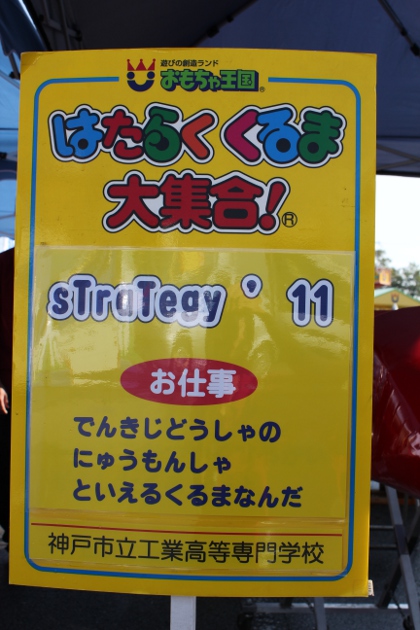 遊びの創造ランド
おもちゃ王国®
はたらくくるま
大集合!®
sTraTegy '11
お仕事
でんきじどうしゃの
にゅうもんしゃ
といえるくるまなんだ
神戸市立工業高等専門学校